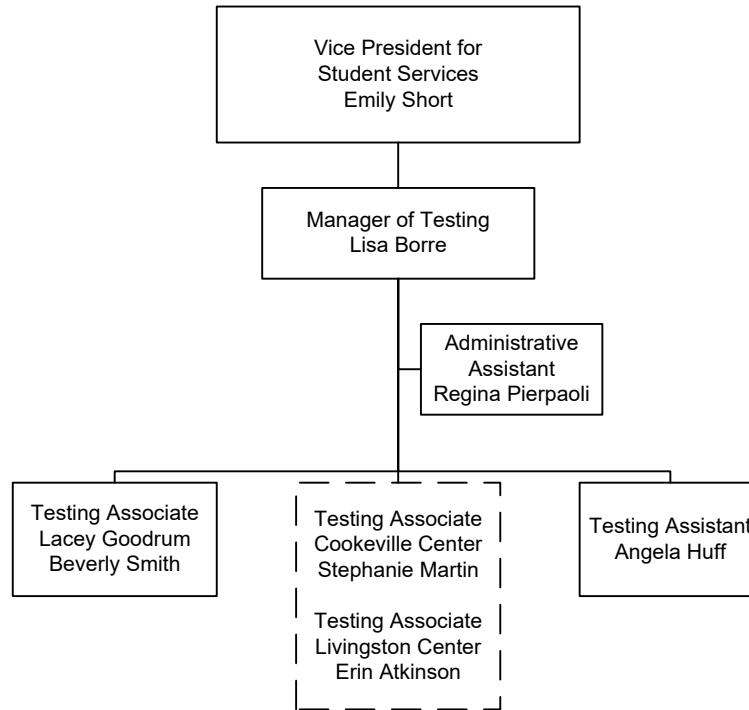 Vice President for
Student Services
Emily Short
Manager of Testing
Lisa Borre
Administrative
Assistant
Regina Pierpaoli
Testing Associate
Lacey Goodrum
Beverly Smith
Testing Associate
Cookeville Center
Stephanie Martin
Testing Associate
Livingston Center
Erin Atkinson
Testing Assistant
Angela Huff